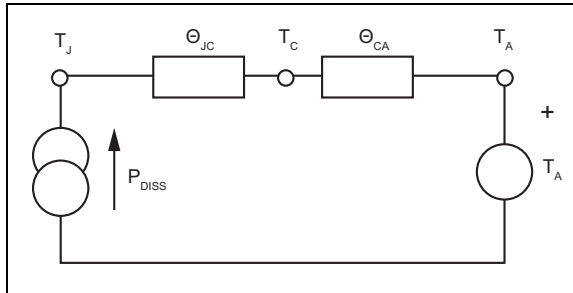 T_J Θ_JC T_C Θ_CA T_A
+
P_DISS T_A